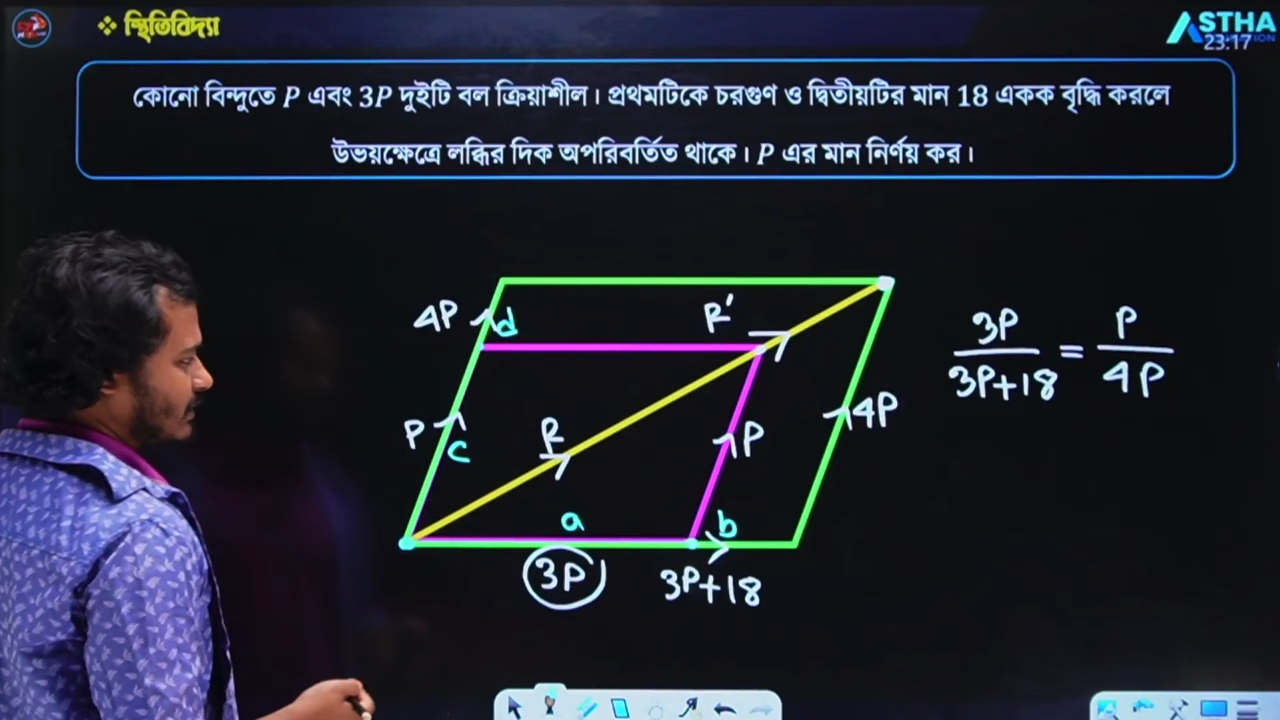 ❖ স্থিতিবিদ্যা
ASTHA
23:17
কোনো বিন্দুতে P এবং 3P দুইটি বল ক্রিয়াশীল। প্রথমটিকে চরগুণ ও দ্বিতীয়টির মান 18 একক বৃদ্ধি করলে
উভয়ক্ষেত্রে লব্ধির দিক অপরিবর্তিত থাকে। P এর মান নির্ণয় কর।
4P
d
R'
3P/3P+18 = P/4P
P
c
R
P
4P
a
b
3P
3P+18